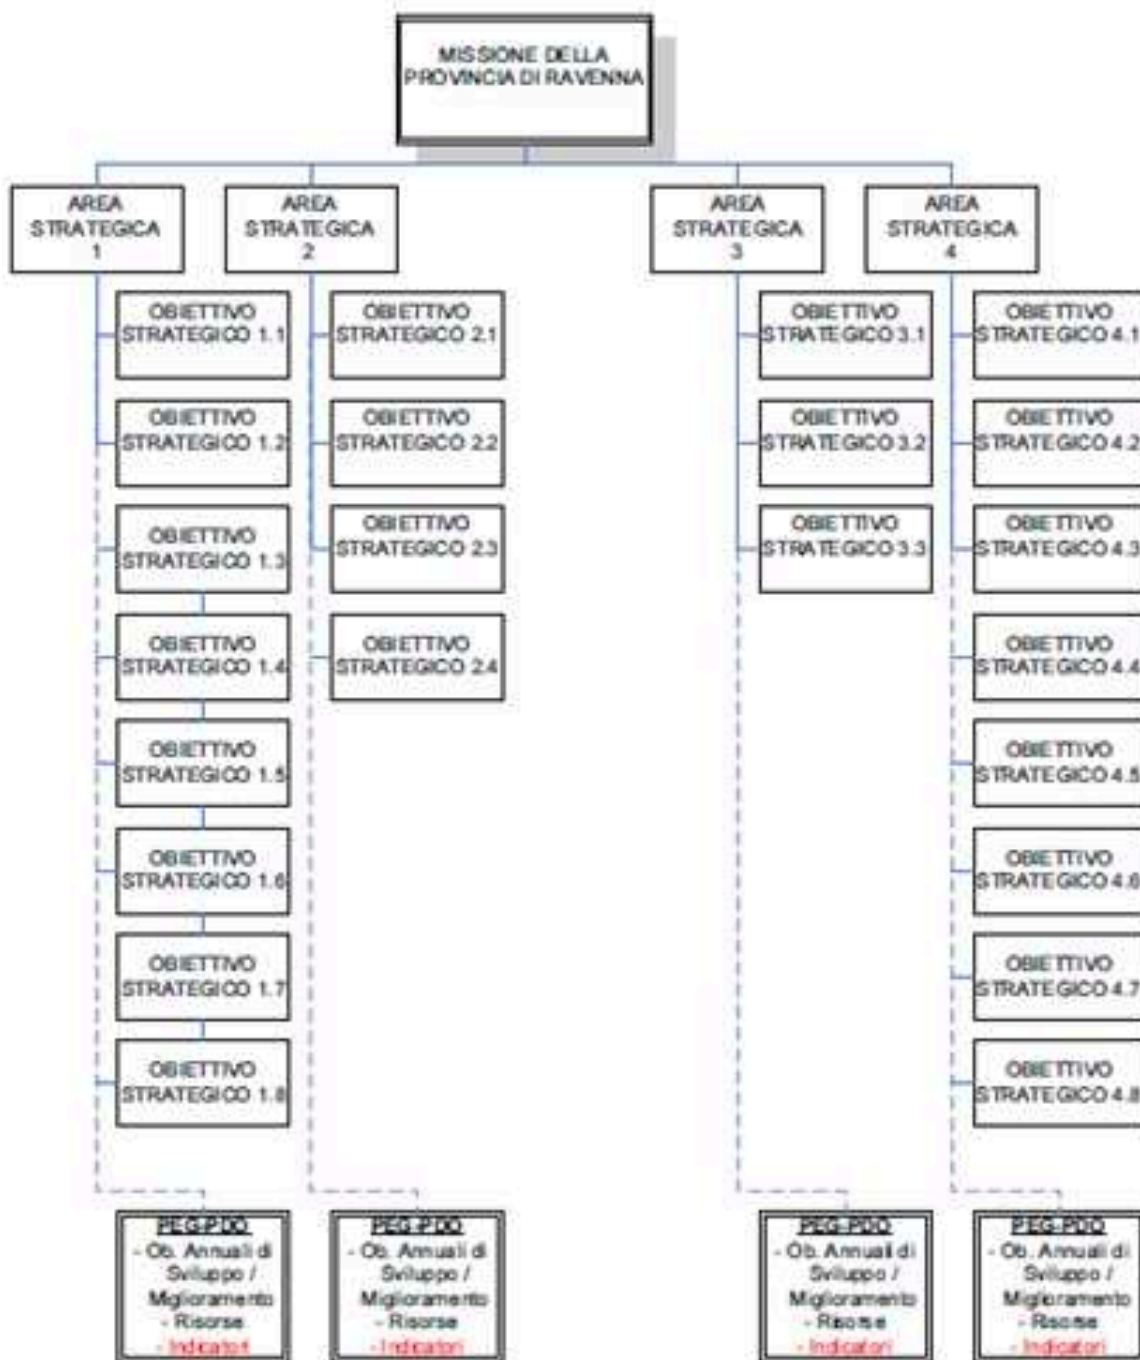 MISSIONE DELLA
PROVINCIA DI RAVENNA
AREA
STRATEGICA
1
AREA
STRATEGICA
2
AREA
STRATEGICA
3
AREA
STRATEGICA
4
OBIETTIVO
STRATEGICO 1.1
OBIETTIVO
STRATEGICO 1.2
OBIETTIVO
STRATEGICO 1.3
OBIETTIVO
STRATEGICO 1.4
OBIETTIVO
STRATEGICO 1.5
OBIETTIVO
STRATEGICO 1.6
OBIETTIVO
STRATEGICO 1.7
OBIETTIVO
STRATEGICO 1.8
OBIETTIVO
STRATEGICO 2.1
OBIETTIVO
STRATEGICO 2.2
OBIETTIVO
STRATEGICO 2.3
OBIETTIVO
STRATEGICO 2.4
OBIETTIVO
STRATEGICO 3.1
OBIETTIVO
STRATEGICO 3.2
OBIETTIVO
STRATEGICO 3.3
OBIETTIVO
STRATEGICO 4.1
OBIETTIVO
STRATEGICO 4.2
OBIETTIVO
STRATEGICO 4.3
OBIETTIVO
STRATEGICO 4.4
OBIETTIVO
STRATEGICO 4.5
OBIETTIVO
STRATEGICO 4.6
OBIETTIVO
STRATEGICO 4.7
OBIETTIVO
STRATEGICO 4.8
PEG-PDO
- Ob. Annuali di
Sviluppo /
Miglioramento
- Risorse
- Indicatori
PEG-PDO
- Ob. Annuali di
Sviluppo /
Miglioramento
- Risorse
- Indicatori
PEG-PDO
- Ob. Annuali di
Sviluppo /
Miglioramento
- Risorse
- Indicatori
PEG-PDO
- Ob. Annuali di
Sviluppo /
Miglioramento
- Risorse
- Indicatori